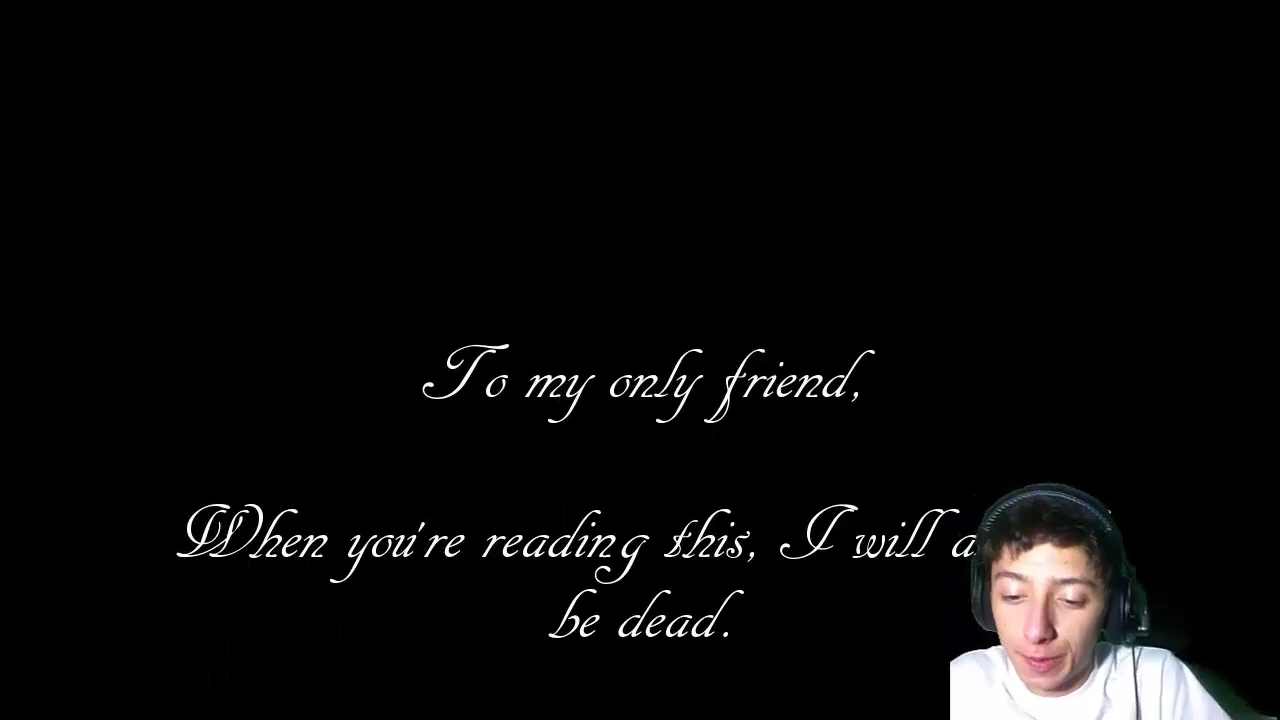 To my only friend,
When you're reading this, I will a
be dead.